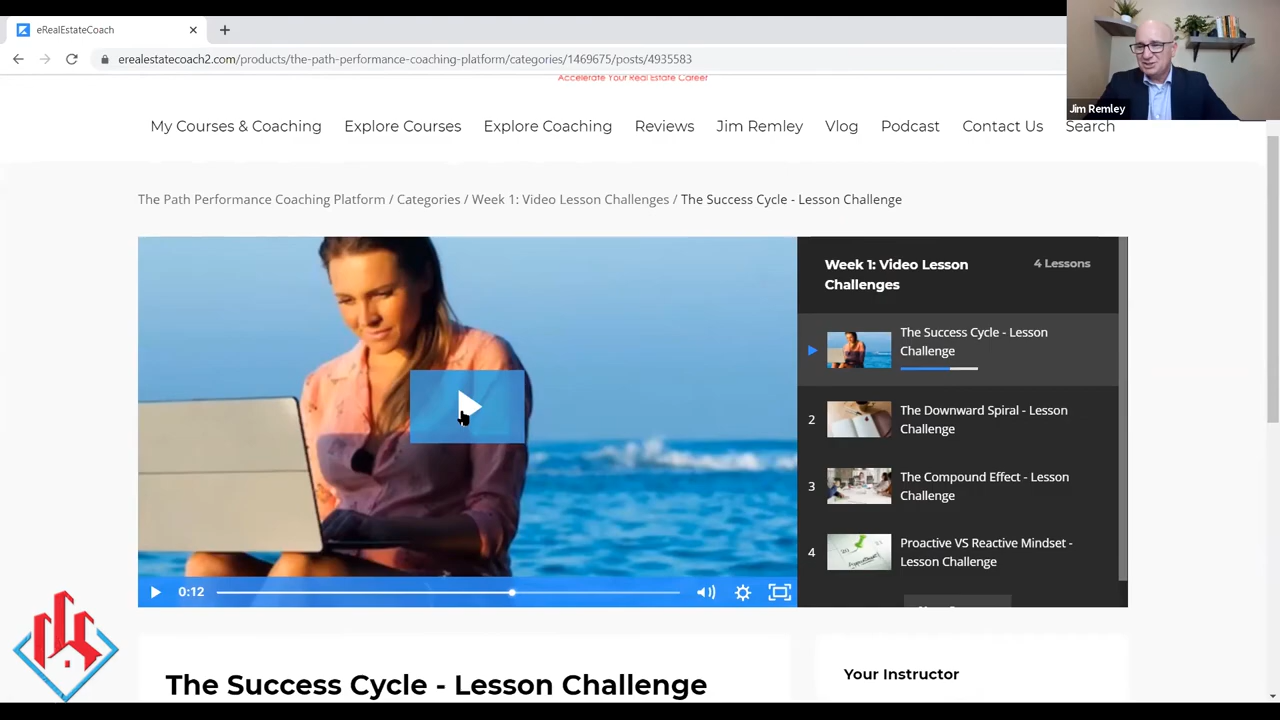 eRealEstateCoach
erealestatecoach2.com/products/the-path-performance-coaching-platform/categories/1469675/posts/4935583
Jim Remley
Accelerate Your Real Estate Career
My Courses & Coaching Explore Courses Explore Coaching Reviews Jim Remley Vlog Podcast Contact Us Search
The Path Performance Coaching Platform / Categories / Week 1: Video Lesson Challenges / The Success Cycle - Lesson Challenge
Week 1: Video Lesson
Challenges
4 Lessons
The Success Cycle - Lesson
Challenge
2
The Downward Spiral - Lesson
Challenge
3
The Compound Effect - Lesson
Challenge
4
Proactive VS Reactive Mindset -
Lesson Challenge
0:12
The Success Cycle - Lesson Challenge
Your Instructor